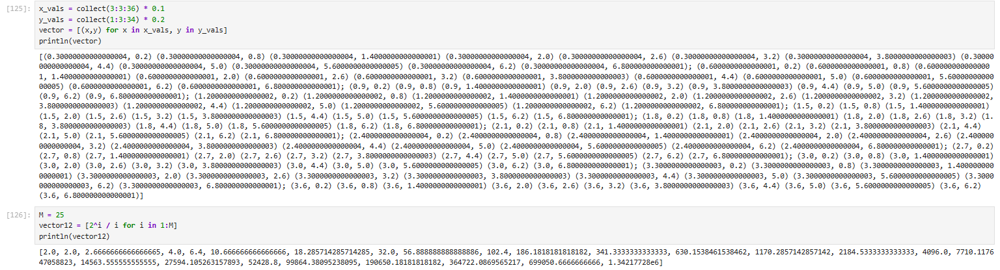 [125]:
x_vals = collect(3:3:36) * 0.1
y_vals = collect(1:3:34) * 0.2
vector = [(x,y) for x in x_vals, y in y_vals]
println(vector)
[(0.30000000000000004, 0.2) (0.30000000000000004, 0.8) (0.30000000000000004, 1.4000000000000001) (0.30000000000000004, 2.0) (0.30000000000000004, 2.6) (0.30000000000000004, 3.2) (0.30000000000000004, 3.8000000000000003) (0.30000
000000000004, 4.4) (0.30000000000000004, 5.0) (0.30000000000000004, 5.6000000000000005) (0.30000000000000004, 6.2) (0.30000000000000004, 6.800000000000001); (0.6000000000000001, 0.2) (0.6000000000000001, 0.8) (0.600000000000000
1, 1.4000000000000001) (0.6000000000000001, 2.0) (0.6000000000000001, 2.6) (0.6000000000000001, 3.2) (0.6000000000000001, 3.8000000000000003) (0.6000000000000001, 4.4) (0.6000000000000001, 5.0) (0.6000000000000001, 5.6000000000
000005) (0.6000000000000001, 6.2) (0.6000000000000001, 6.800000000000001); (0.9, 0.2) (0.9, 0.8) (0.9, 1.4000000000000001) (0.9, 2.0) (0.9, 2.6) (0.9, 3.2) (0.9, 3.8000000000000003) (0.9, 4.4) (0.9, 5.0) (0.9, 5.6000000000000005)
(0.9, 6.2) (0.9, 6.800000000000001); (1.2000000000000002, 0.2) (1.2000000000000002, 0.8) (1.2000000000000002, 1.4000000000000001) (1.2000000000000002, 2.0) (1.2000000000000002, 2.6) (1.2000000000000002, 3.2) (1.2000000000000002,
3.8000000000000003) (1.2000000000000002, 4.4) (1.2000000000000002, 5.0) (1.2000000000000002, 5.6000000000000005) (1.2000000000000002, 6.2) (1.2000000000000002, 6.800000000000001); (1.5, 0.2) (1.5, 0.8) (1.5, 1.4000000000000001)
(1.5, 2.0) (1.5, 2.6) (1.5, 3.2) (1.5, 3.8000000000000003) (1.5, 4.4) (1.5, 5.0) (1.5, 5.6000000000000005) (1.5, 6.2) (1.5, 6.800000000000001); (1.8, 0.2) (1.8, 0.8) (1.8, 1.4000000000000001) (1.8, 2.0) (1.8, 2.6) (1.8, 3.2) (1.
8, 3.8000000000000003) (1.8, 4.4) (1.8, 5.0) (1.8, 5.6000000000000005) (1.8, 6.2) (1.8, 6.800000000000001); (2.1, 0.2) (2.1, 0.8) (2.1, 1.4000000000000001) (2.1, 2.0) (2.1, 2.6) (2.1, 3.2) (2.1, 3.8000000000000003) (2.1, 4.4)
(2.1, 5.0) (2.1, 5.6000000000000005) (2.1, 6.2) (2.1, 6.800000000000001); (2.4000000000000004, 0.2) (2.4000000000000004, 0.8) (2.4000000000000004, 1.4000000000000001) (2.4000000000000004, 2.0) (2.4000000000000004, 2.6) (2.400000
0000000004, 3.2) (2.4000000000000004, 3.8000000000000003) (2.4000000000000004, 4.4) (2.4000000000000004, 5.0) (2.4000000000000004, 5.6000000000000005) (2.4000000000000004, 6.2) (2.4000000000000004, 6.800000000000001); (2.7, 0.2)
(2.7, 0.8) (2.7, 1.4000000000000001) (2.7, 2.0) (2.7, 2.6) (2.7, 3.2) (2.7, 3.8000000000000003) (2.7, 4.4) (2.7, 5.0) (2.7, 5.6000000000000005) (2.7, 6.2) (2.7, 6.800000000000001); (3.0, 0.2) (3.0, 0.8) (3.0, 1.4000000000000001)
(3.0, 2.0) (3.0, 2.6) (3.0, 3.2) (3.0, 3.8000000000000003) (3.0, 4.4) (3.0, 5.0) (3.0, 5.6000000000000005) (3.0, 6.2) (3.0, 6.800000000000001); (3.3000000000000003, 0.2) (3.3000000000000003, 0.8) (3.3000000000000003, 1.400000000
0000001) (3.3000000000000003, 2.0) (3.3000000000000003, 2.6) (3.3000000000000003, 3.2) (3.3000000000000003, 3.8000000000000003) (3.3000000000000003, 4.4) (3.3000000000000003, 5.0) (3.3000000000000003, 5.6000000000000005) (3.3000
000000000003, 6.2) (3.3000000000000003, 6.800000000000001); (3.6, 0.2) (3.6, 0.8) (3.6, 1.4000000000000001) (3.6, 2.0) (3.6, 2.6) (3.6, 3.2) (3.6, 3.8000000000000003) (3.6, 4.4) (3.6, 5.0) (3.6, 5.6000000000000005) (3.6, 6.2)
(3.6, 6.800000000000001)]
[126]:
M = 25
vector12 = [2^i / i for i in 1:M]
println(vector12)
[2.0, 2.0, 2.6666666666666665, 4.0, 6.4, 10.666666666666666, 18.285714285714285, 32.0, 56.888888888888886, 102.4, 186.1818181818182, 341.3333333333333, 630.1538461538462, 1170.2857142857142, 2184.5333333333333, 4096.0, 7710.1176
47058823, 14563.555555555555, 27594.105263157893, 52428.8, 99864.38095238095, 190650.18181818182, 364722.0869565217, 699050.6666666666, 1.34217728e6]